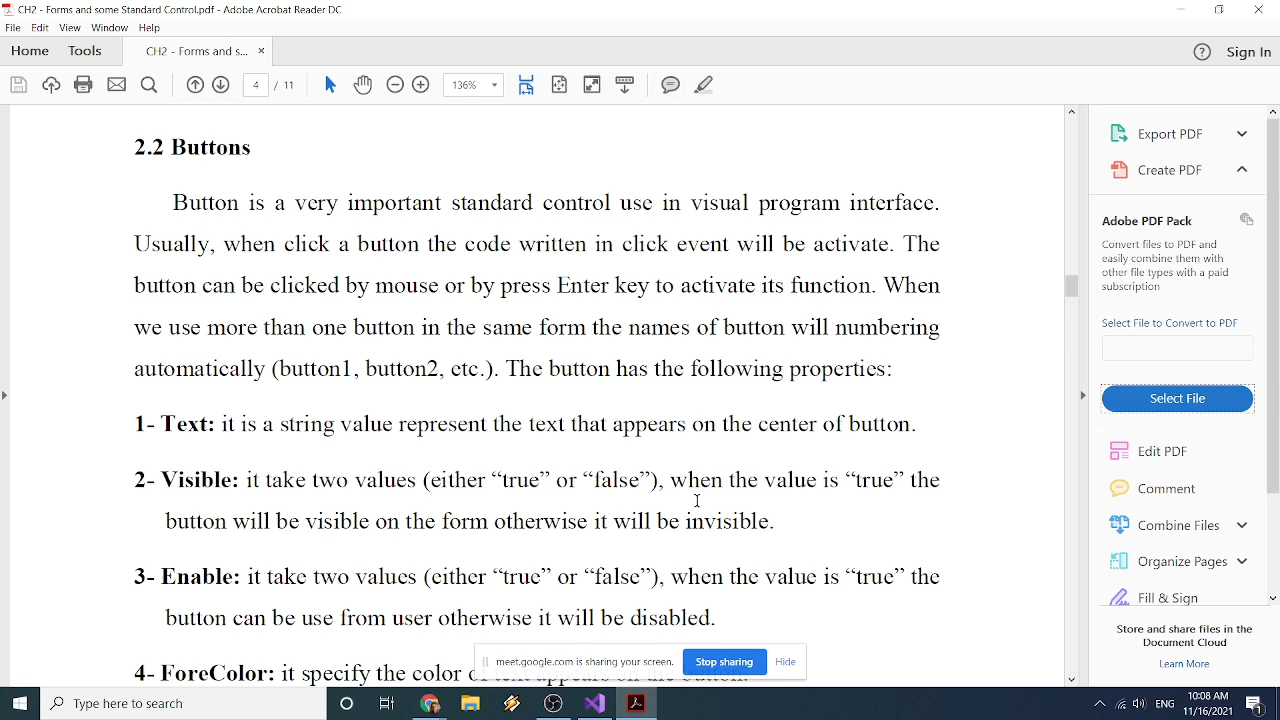 CH2 - Forms and some Standard Control.pdf - Adobe Acrobat Reader DC
File Edit View Window Help
Home Tools CH2 - Forms and s... × Sign In
4 / 11 136%
2.2 Buttons
Button is a very important standard control use in visual program interface.
Usually, when click a button the code written in click event will be activate. The
button can be clicked by mouse or by press Enter key to activate its function. When
we use more than one button in the same form the names of button will numbering
automatically (button1, button2, etc.). The button has the following properties:
1- Text: it is a string value represent the text that appears on the center of button.
2- Visible: it take two values (either “true” or “false”), when the value is “true” the
button will be visible on the form otherwise it will be invisible.
3- Enable: it take two values (either “true” or “false”), when the value is “true” the
button can be use from user otherwise it will be disabled.
4- ForeColor: it specify the color of text appears on the button.
meet.google.com is sharing your screen. Stop sharing Hide
Export PDF
Create PDF
Adobe PDF Pack
Convert files to PDF and
easily combine them with
other file types with a paid
subscription
Select File to Convert to PDF
Select File
Edit PDF
Comment
Combine Files
Organize Pages
Fill & Sign
Store and share files in the
Document Cloud
Learn More
Type here to search
ENG
10:08 AM
11/16/2021